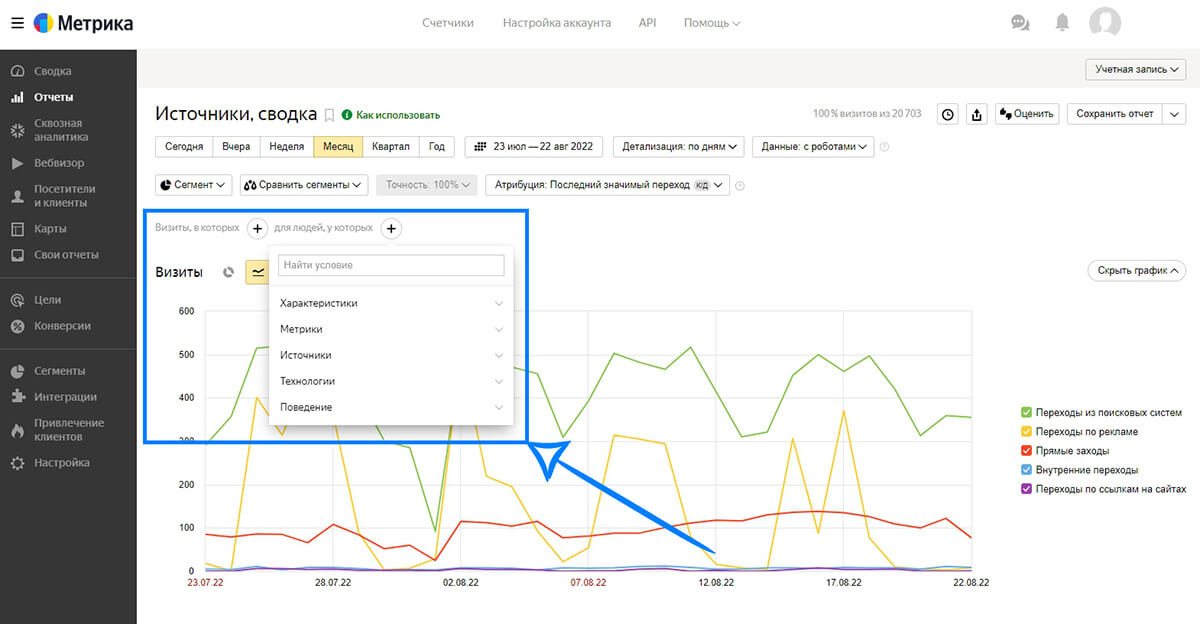 Метрика
Счетчики
Настройка аккаунта
API
Помощь
Сводка
Отчеты
Сквозная
аналитика
Вебвизор
Посетители
и клиенты
Карты
Свои отчеты
Цели
Конверсии
Сегменты
Интеграции
Привлечение
клиентов
Настройка
Учетная запись
Источники, сводка
Как использовать
100% визитов из 20 703
Оценить
Сохранить отчет
Сегодня
Вчера
Неделя
Месяц
Квартал
Год
23 июл — 22 авг 2022
Детализация: по дням
Данные: с роботами
Сегмент
Сравнить сегменты
Точность: 100%
Атрибуция: Последний значимый переход к/д
Визиты, в которых + для людей, у которых +
Визиты
Найти условие
Характеристики
Метрики
Источники
Технологии
Поведение
Скрыть график
600
500
400
300
200
100
0
23.07.22
28.07.22
02.08.22
07.08.22
12.08.22
17.08.22
22.08.22
Переходы из поисковых систем
Переходы по рекламе
Прямые заходы
Внутренние переходы
Переходы по ссылкам на сайтах